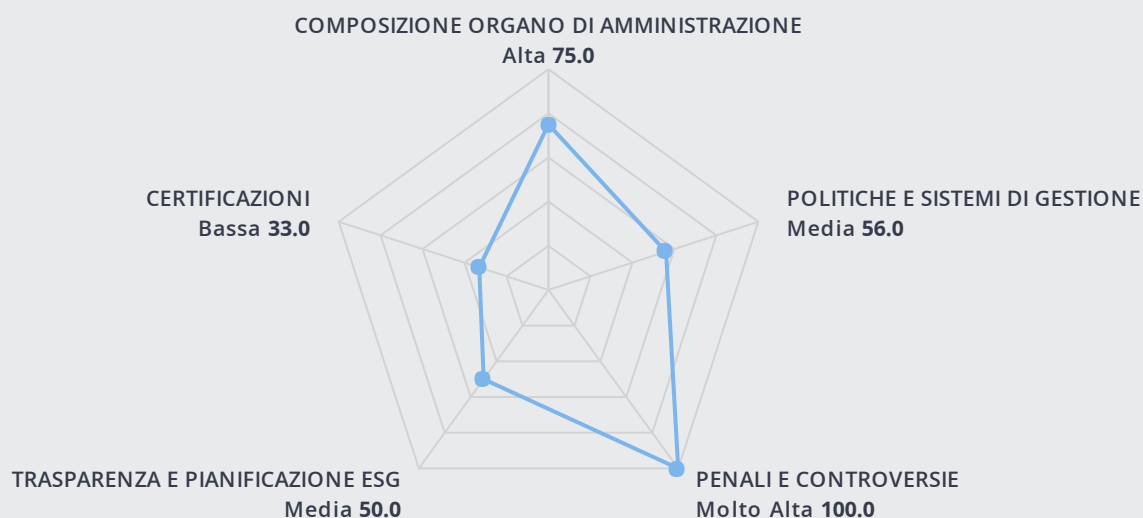 COMPOSIZIONE ORGANO DI AMMINISTRAZIONE
Alta 75.0
POLITICHE E SISTEMI DI GESTIONE
Media 56.0
PENALI E CONTROVERSIE
Molto Alta 100.0
TRASPARENZA E PIANIFICAZIONE ESG
Media 50.0
CERTIFICAZIONI
Bassa 33.0